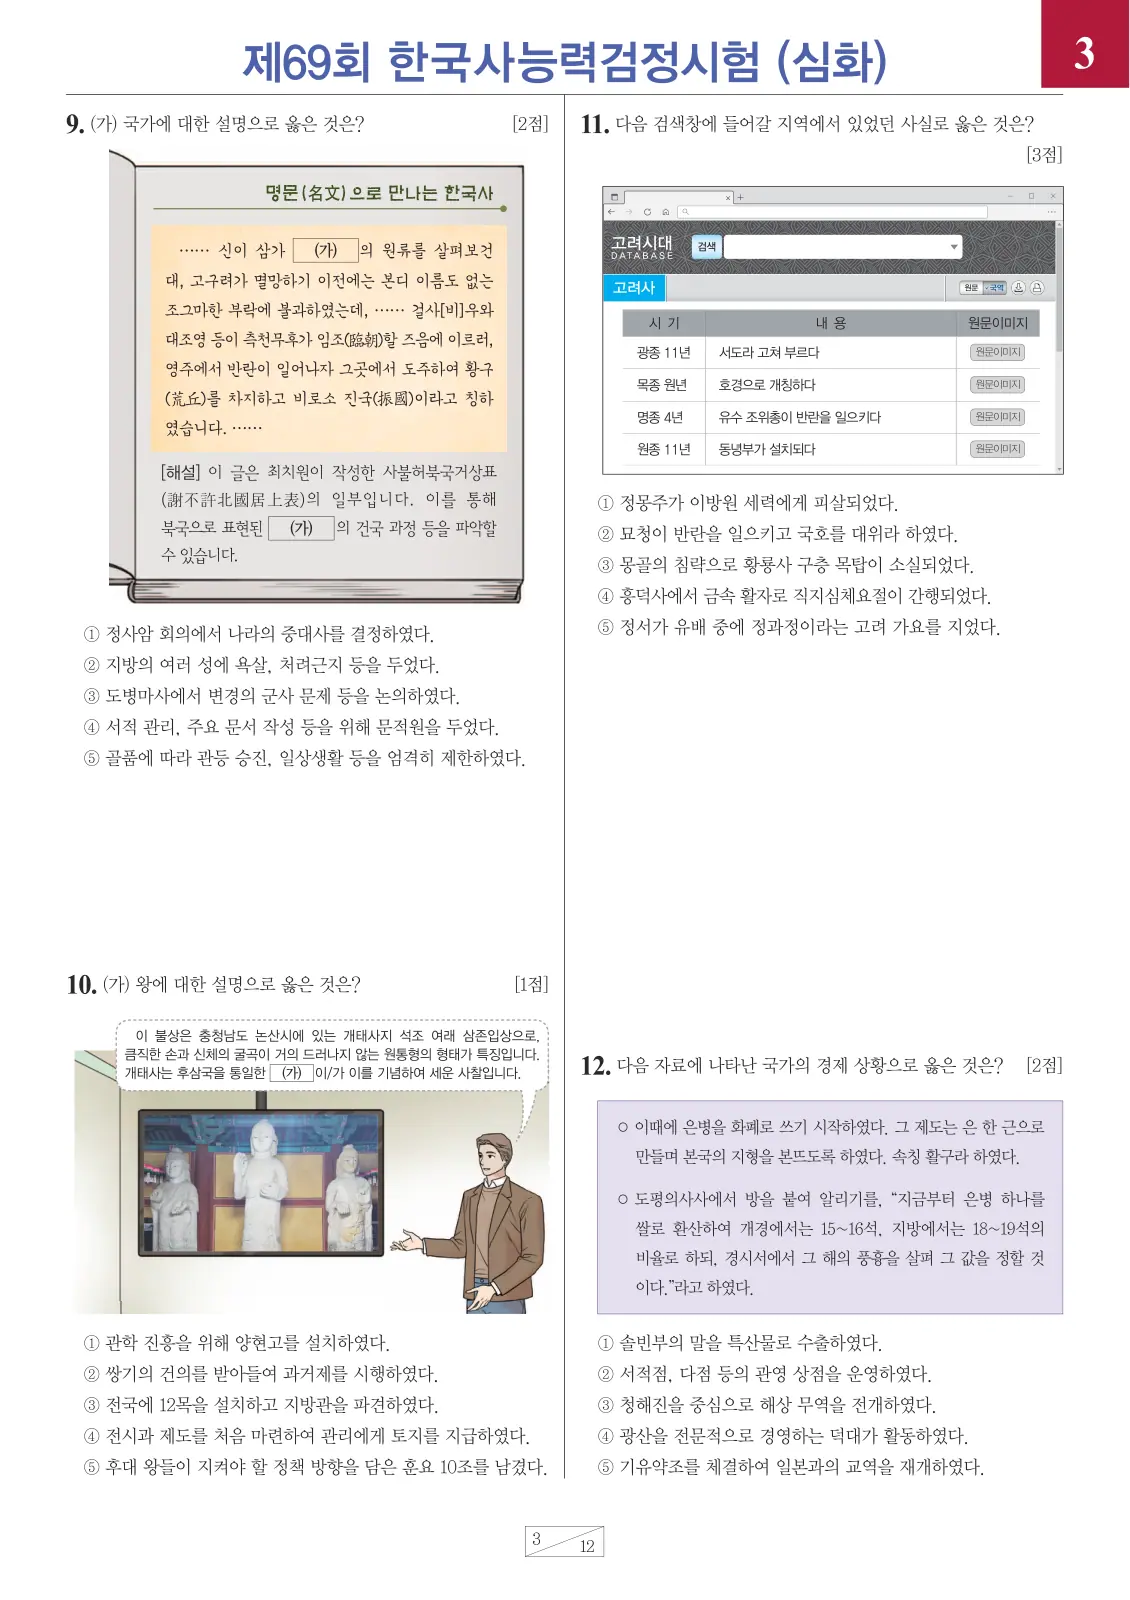 제69회 한국사능력검정시험 (심화)
3
9. (가) 국가에 대한 설명으로 옳은 것은? [2점]
명문(名文)으로 만나는 한국사
…… 신이 삼가 (가) 의 원류를 살펴보건
대, 고구려가 멸망하기 이전에는 본디 이름도 없는
조그마한 부락에 불과하였는데, …… 걸사[비]우와
대조영 등이 측천무후가 임조(臨朝)할 즈음에 이르러,
영주에서 반란이 일어나자 그곳에서 도주하여 황구
(荒丘)를 차지하고 비로소 진국(振國)이라고 칭하
였습니다. ……
[해설] 이 글은 최치원이 작성한 사불허북국거상표
(謝不許北國居上表)의 일부입니다. 이를 통해
북국으로 표현된 (가) 의 건국 과정 등을 파악할
수 있습니다.
① 정사암 회의에서 나라의 중대사를 결정하였다.
② 지방의 여러 성에 욕살, 처려근지 등을 두었다.
③ 도병마사에서 변경의 군사 문제 등을 논의하였다.
④ 서적 관리, 주요 문서 작성 등을 위해 문적원을 두었다.
⑤ 골품에 따라 관등 승진, 일상생활 등을 엄격히 제한하였다.
10. (가) 왕에 대한 설명으로 옳은 것은? [1점]
이 불상은 충청남도 논산시에 있는 개태사지 석조 여래 삼존입상으로,
큼직한 손과 신체의 굴곡이 거의 드러나지 않는 원통형의 형태가 특징입니다.
개태사는 후삼국을 통일한 (가) 이/가 이를 기념하여 세운 사찰입니다.
① 관학 진흥을 위해 양현고를 설치하였다.
② 쌍기의 건의를 받아들여 과거제를 시행하였다.
③ 전국에 12목을 설치하고 지방관을 파견하였다.
④ 전시과 제도를 처음 마련하여 관리에게 토지를 지급하였다.
⑤ 후대 왕들이 지켜야 할 정책 방향을 담은 훈요 10조를 남겼다.
11. 다음 검색창에 들어갈 지역에서 있었던 사실로 옳은 것은?
[3점]
고려시대
DATABASE
검색
고려사
원문 국역
시 기 내 용 원문이미지
광종 11년 서도라 고쳐 부르다 원문이미지
목종 원년 호경으로 개칭하다 원문이미지
명종 4년 유수 조위총이 반란을 일으키다 원문이미지
원종 11년 동녕부가 설치되다 원문이미지
① 정몽주가 이방원 세력에게 피살되었다.
② 묘청이 반란을 일으키고 국호를 대위라 하였다.
③ 몽골의 침략으로 황룡사 구층 목탑이 소실되었다.
④ 흥덕사에서 금속 활자로 직지심체요절이 간행되었다.
⑤ 정서가 유배 중에 정과정이라는 고려 가요를 지었다.
12. 다음 자료에 나타난 국가의 경제 상황으로 옳은 것은? [2점]
○ 이때에 은병을 화폐로 쓰기 시작하였다. 그 제도는 은 한 근으로
만들며 본국의 지형을 본뜨도록 하였다. 속칭 활구라 하였다.
○ 도평의사사에서 방을 붙여 알리기를, “지금부터 은병 하나를
쌀로 환산하여 개경에서는 15~16석, 지방에서는 18~19석의
비율로 하되, 경시서에서 그 해의 풍흉을 살펴 그 값을 정할 것
이다.”라고 하였다.
① 솔빈부의 말을 특산물로 수출하였다.
② 서적점, 다점 등의 관영 상점을 운영하였다.
③ 청해진을 중심으로 해상 무역을 전개하였다.
④ 광산을 전문적으로 경영하는 덕대가 활동하였다.
⑤ 기유약조를 체결하여 일본과의 교역을 재개하였다.
3
12